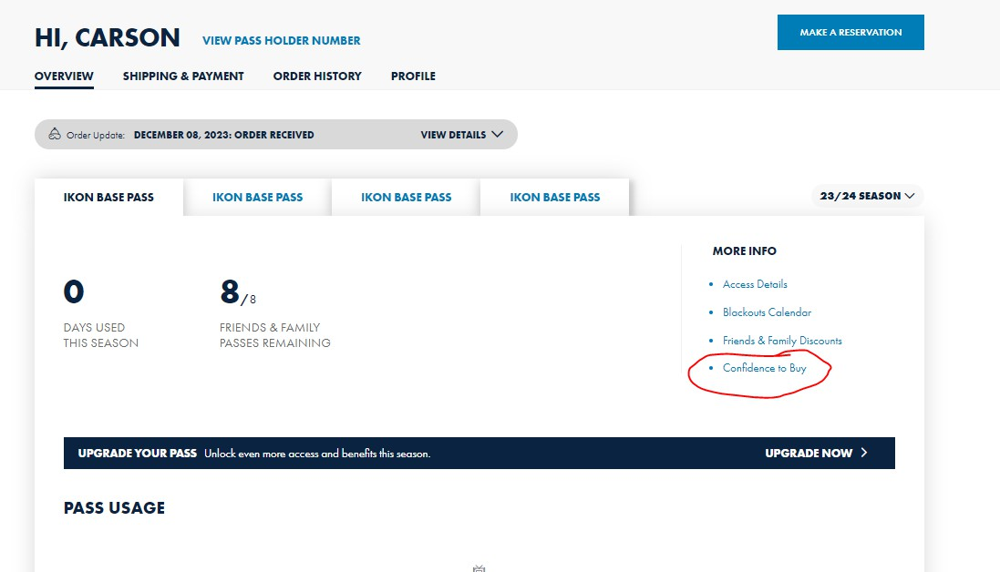 HI, CARSON
VIEW PASS HOLDER NUMBER
MAKE A RESERVATION
OVERVIEW
SHIPPING & PAYMENT
ORDER HISTORY
PROFILE
Order Update: DECEMBER 08, 2023: ORDER RECEIVED
VIEW DETAILS
IKON BASE PASS
IKON BASE PASS
IKON BASE PASS
IKON BASE PASS
23/24 SEASON
0
DAYS USED
THIS SEASON
8/8
FRIENDS & FAMILY
PASSES REMAINING
MORE INFO
Access Details
Blackouts Calendar
Friends & Family Discounts
Confidence to Buy
UPGRADE YOUR PASS Unlock even more access and benefits this season.
UPGRADE NOW
PASS USAGE